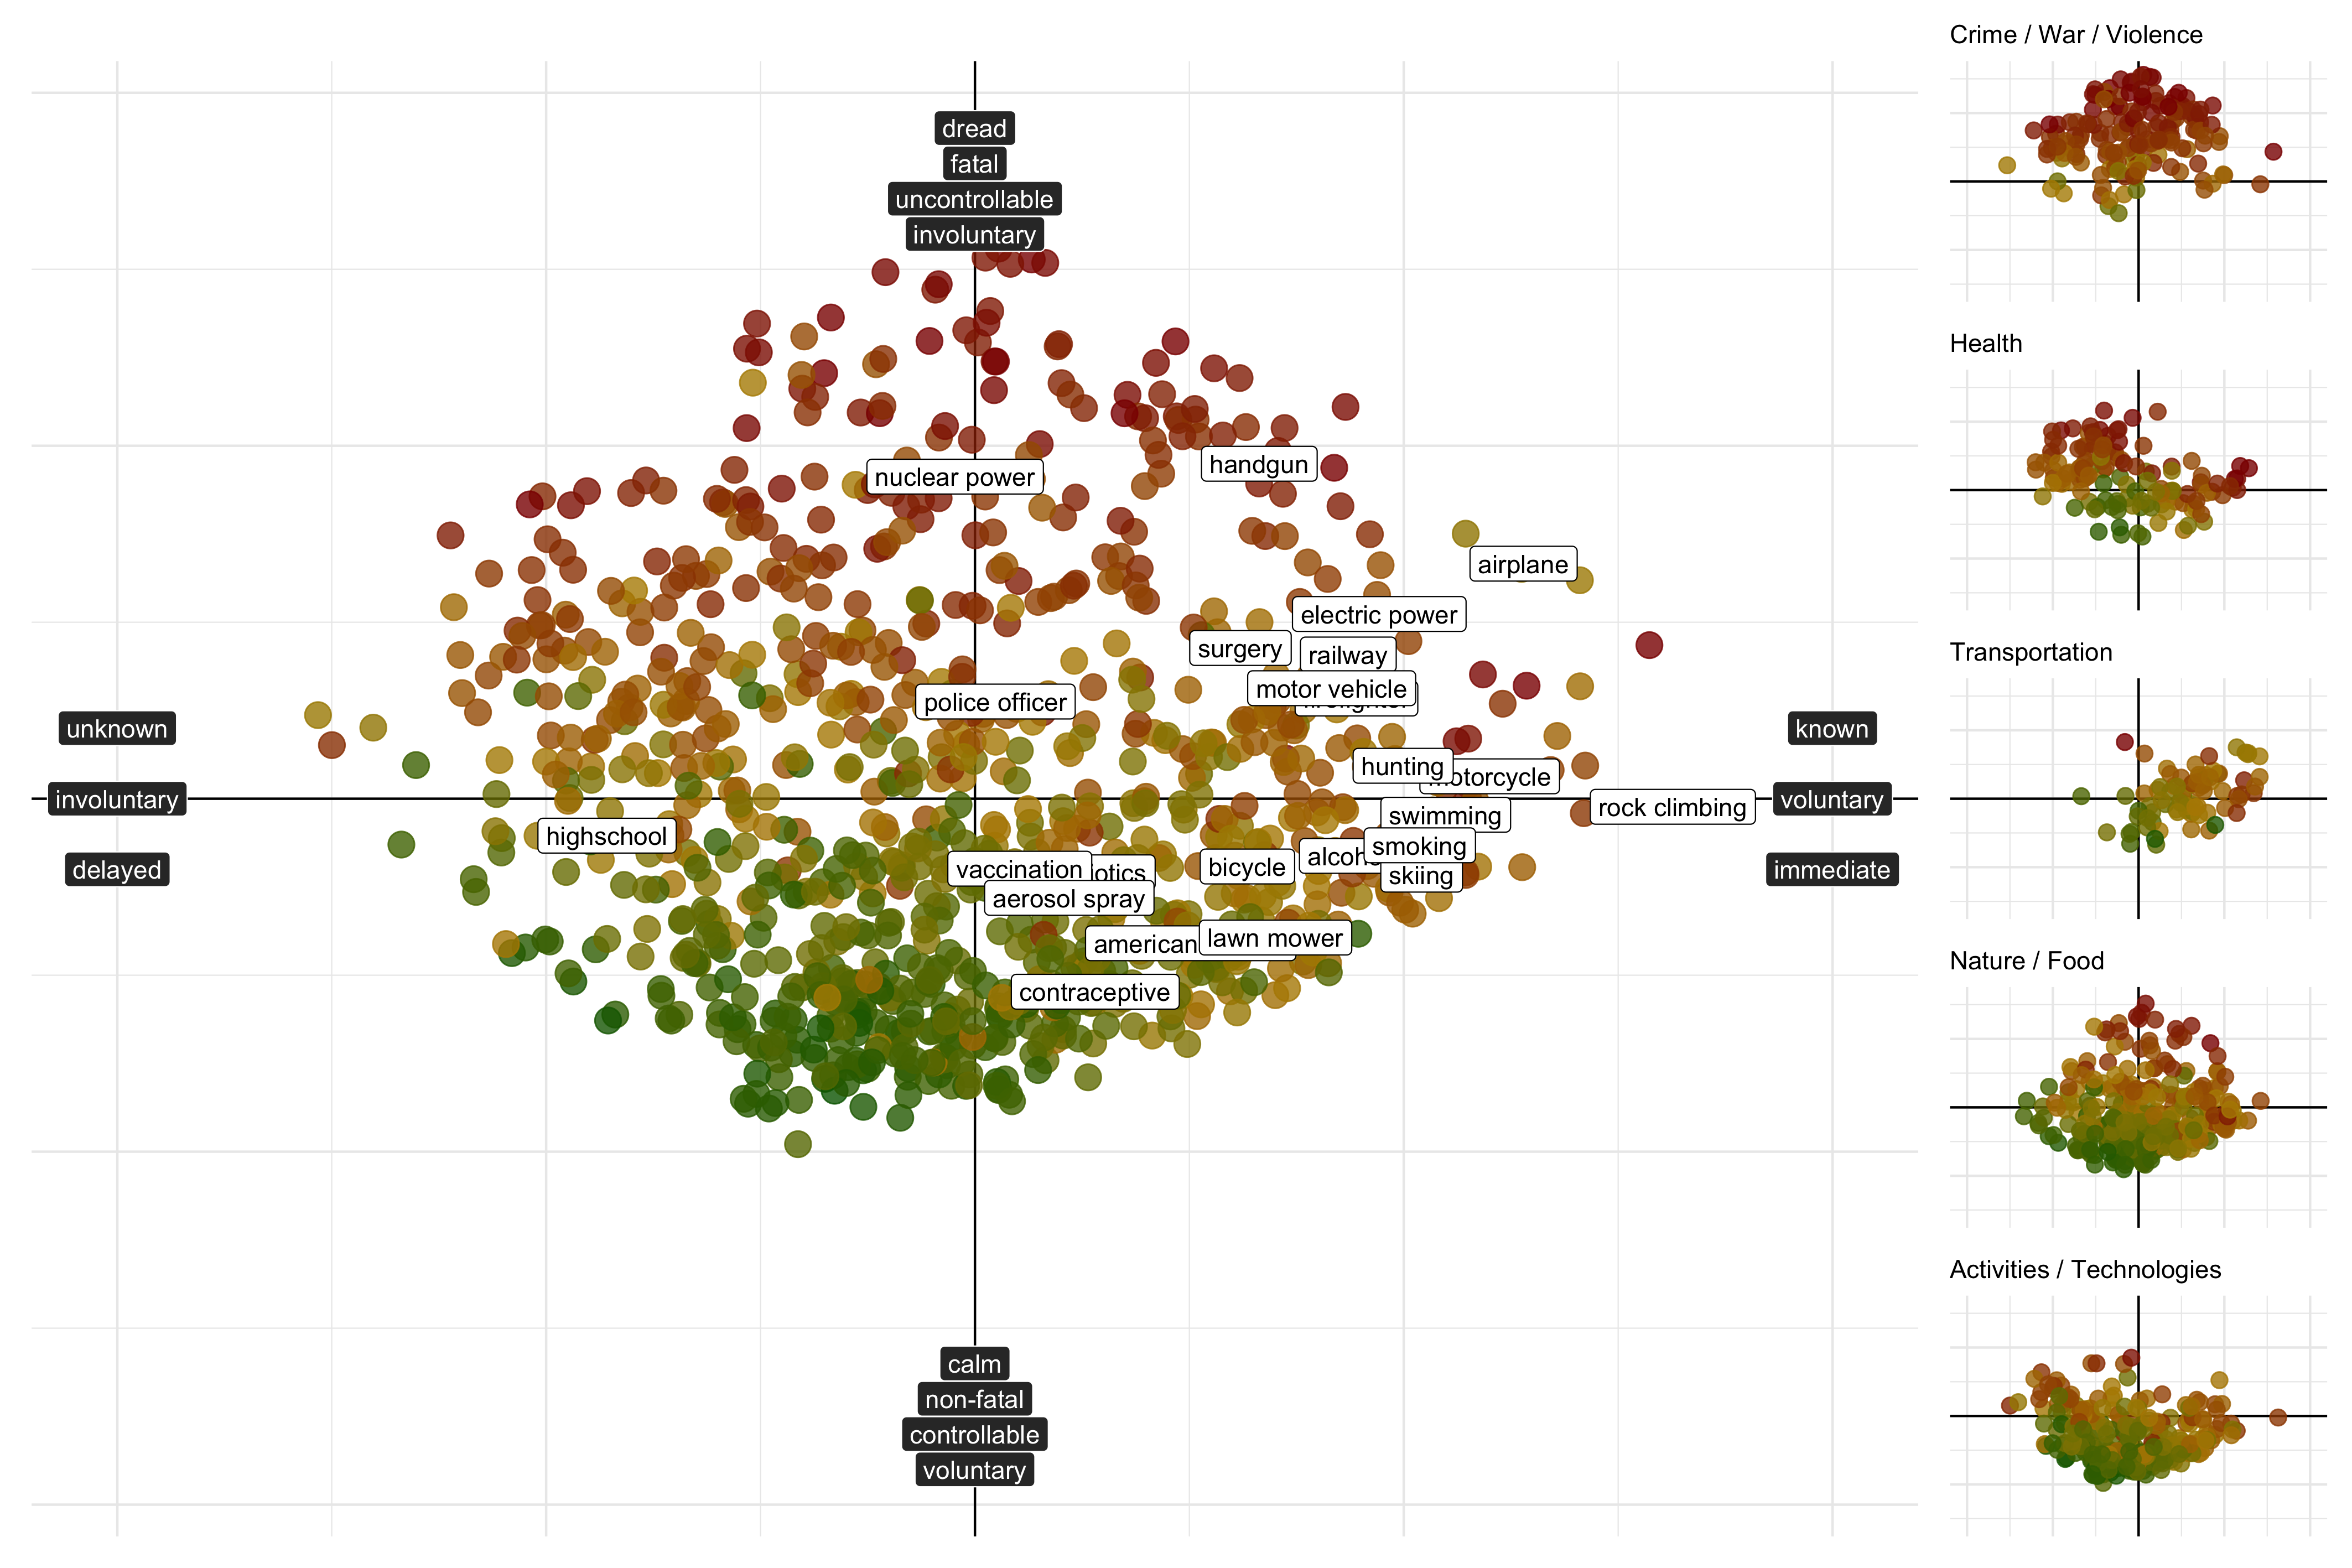 Crime / War / Violence
dread
fatal
uncontrollable
involuntary
Health
handgun
nuclear power
airplane
electric power
surgery
railway
Transportation
motor vehicle
police officer
unknown
known
hunting
motorcycle
involuntary
voluntary
rock climbing
swimming
highschool
smoking
delayed
vaccination
bicycle
immediate
skiing
aerosol spray
lawn mower
american
Nature / Food
contraceptive
Activities / Technologies
calm
non-fatal
controllable
voluntary